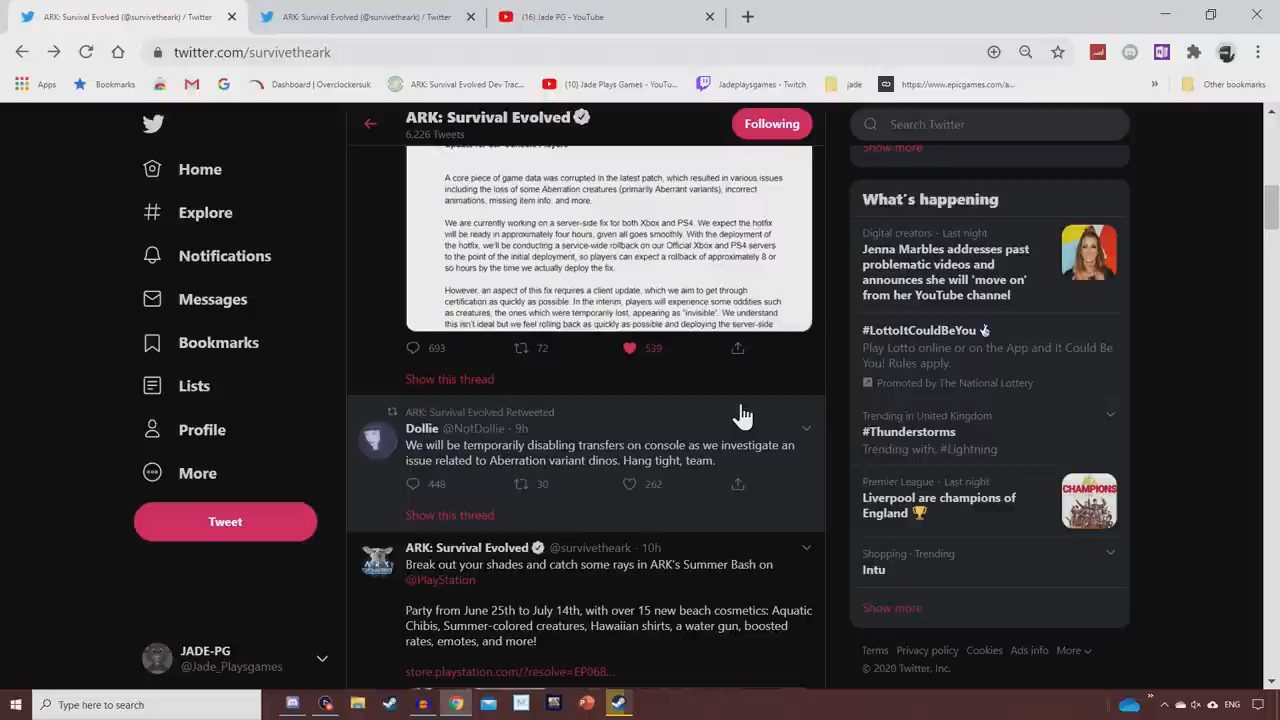 ARK: Survival Evolved (@survivetheark) / Twitter
ARK: Survival Evolved (@survivetheark) / Twitter
(16) Jade PG - YouTube
twitter.com/survivetheark
Apps
Bookmarks
Dashboard | Overclockersuk
ARK: Survival Evolved Dev Trac...
(10) Jade Plays Games - YouTu...
Jadeplaysgames - Twitch
jade
https://www.epicgames.com/a...
Other bookmarks
Home
Explore
Notifications
Messages
Bookmarks
Lists
Profile
More
Tweet
JADE-PG
@Jade_Playsgames
ARK: Survival Evolved
6,226 Tweets
Following
A core piece of game data was corrupted in the latest patch, which resulted in various issues
including the loss of some Aberration creatures (primarily Aberrant variants), incorrect
animations, missing item info, and more.
We are currently working on a server-side fix for both Xbox and PS4. We expect the hotfix
will be ready in approximately four hours, given all goes smoothly. With the deployment of
the hotfix, we'll be conducting a service-wide rollback on our Official Xbox and PS4 servers
to the point of the initial deployment, so players can expect a rollback of approximately 8 or
so hours by the time we actually deploy the fix.
However, an aspect of this fix requires a client update, which we aim to get through
certification as quickly as possible. In the interim, players will experience some oddities such
as creatures, the ones which were temporarily lost, appearing as "invisible". We understand
this isn't ideal but we feel rolling back as quickly as possible and deploying the server-side
693 72 539
Show this thread
ARK: Survival Evolved Retweeted
Dollie @NotDollie · 9h
We will be temporarily disabling transfers on console as we investigate an
issue related to Aberration variant dinos. Hang tight, team.
448 30 262
Show this thread
ARK: Survival Evolved @survivetheark · 10h
Break out your shades and catch some rays in ARK's Summer Bash on
@PlayStation
Party from June 25th to July 14th, with over 15 new beach cosmetics: Aquatic
Chibis, Summer-colored creatures, Hawaiian shirts, a water gun, boosted
rates, emotes, and more!
store.playstation.com/?resolve=EP068...
Search Twitter
Show more
What's happening
Digital creators · Last night
Jenna Marbles addresses past
problematic videos and
announces she will 'move on'
from her YouTube channel
#LottoItCouldBeYou
Play Lotto online or on the App and It Could Be
You! Rules apply.
Promoted by The National Lottery
Trending in United Kingdom
#Thunderstorms
Trending with: #Lightning
Premier League · Last night
Liverpool are champions of
England
CHAMPIONS
Shopping · Trending
Intu
Show more
Terms Privacy policy Cookies Ads info More
© 2020 Twitter, Inc.
Type here to search
ENG